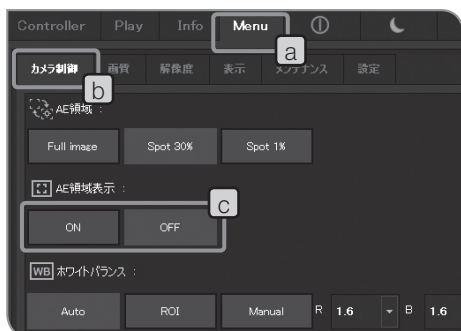 Controller Play Info Menu
a
カメラ制御 画質 解像度 表示 メンテナンス 設定
b
AE領域 :
Full image Spot 30% Spot 1%
AE領域表示 :
c
ON OFF
WB ホワイトバランス :
Auto ROI Manual R 1.6 B 1.6